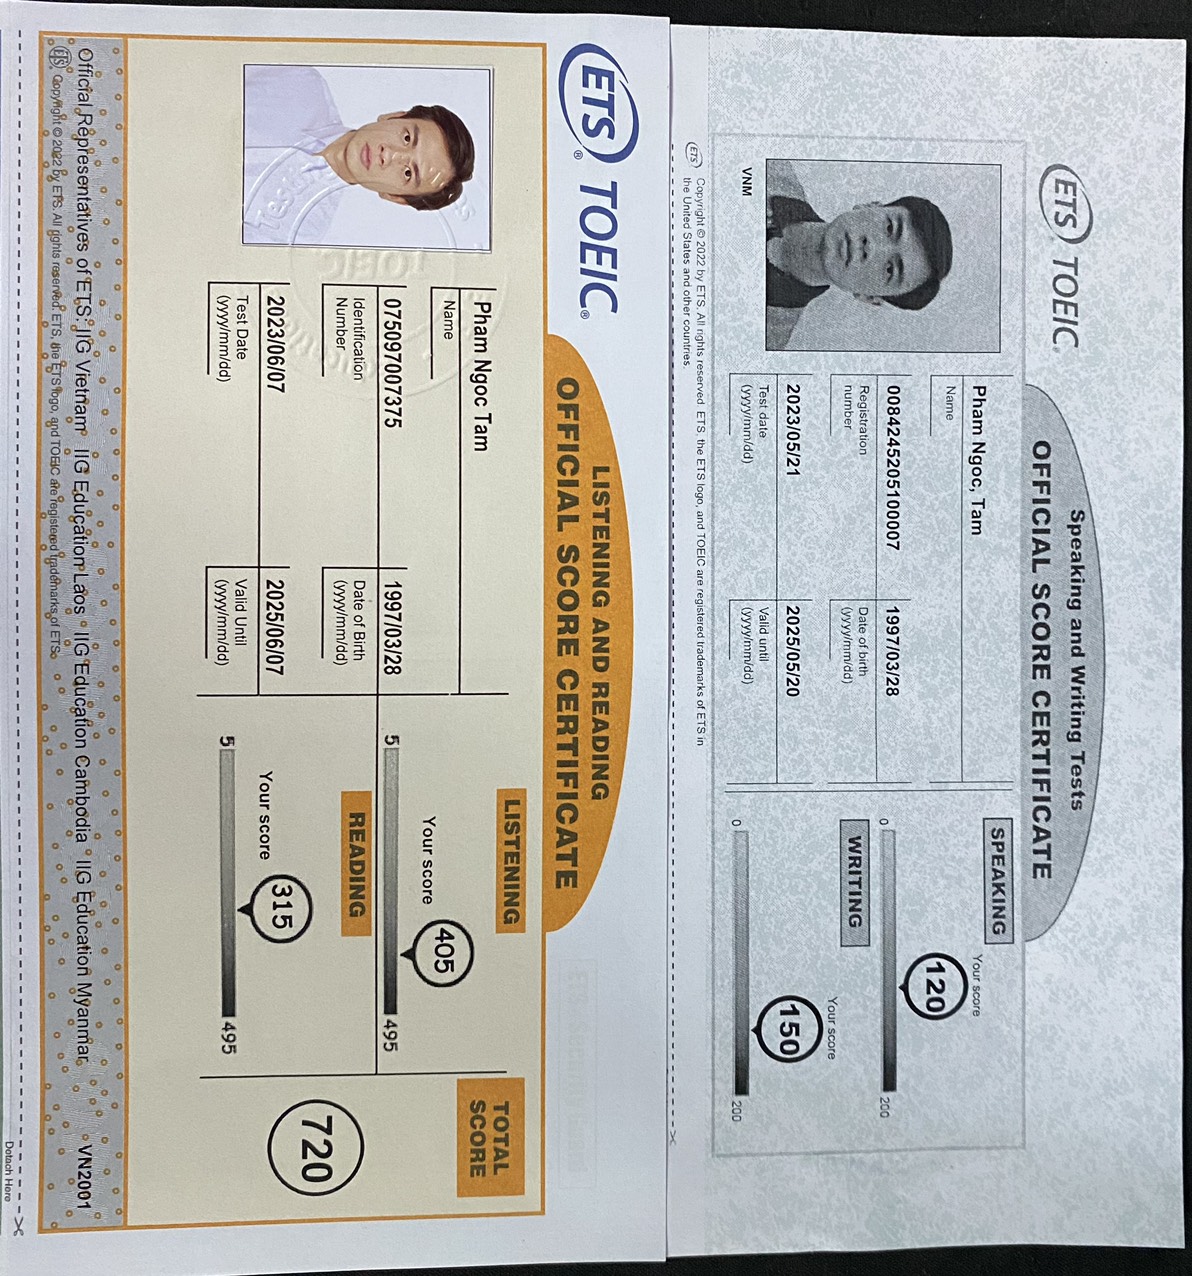 ETS TOEIC
Speaking and Writing Tests
OFFICIAL SCORE CERTIFICATE
VNM
Pham Ngoc, Tam
Name
008424520510​0007
1997/03/28
Registration number
Date of birth
(yyyy/mm/dd)
2023/05/21
2025/05/20
Test date
(yyyy/mm/dd)
Valid until
(yyyy/mm/dd)
SPEAKING
Your score
120
0
200
WRITING
Your score
150
0
200
ETS Copyright © 2022 by ETS. All rights reserved. ETS, the ETS logo, and TOEIC are registered trademarks of ETS in
the United States and other countries.
ETS® TOEIC®
LISTENING AND READING
OFFICIAL SCORE CERTIFICATE
Pham Ngoc Tam
Name
075097007375
1997/03/28
Identification
Number
Date of Birth
(yyyy/mm/dd)
2023/06/07
2025/06/07
Test Date
(yyyy/mm/dd)
Valid Until
(yyyy/mm/dd)
LISTENING
Your score
405
5
495
READING
Your score
315
5
495
TOTAL
SCORE
720
Official Representatives of ETS: IIG Vietnam IIG Education Laos IIG Education Cambodia IIG Education Myanmar VN2001
ETS Copyright © 2022 by ETS. All rights reserved. ETS, the ETS logo, and TOEIC are registered trademarks of ETS.
Detach Here